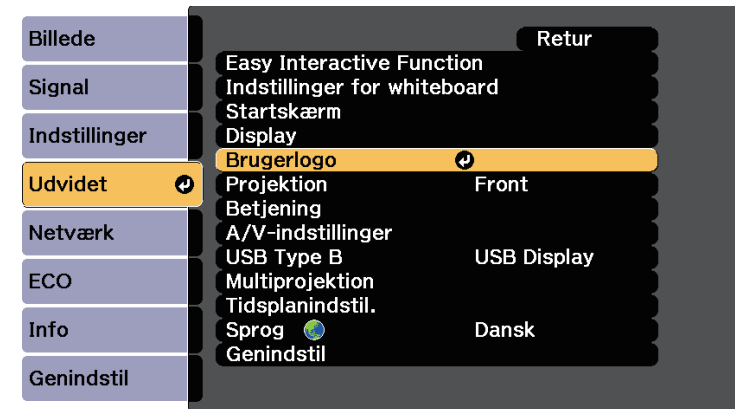 Billede
Signal
Indstillinger
Udvidet
Netværk
ECO
Info
Genindstil
Retur
Easy Interactive Function
Indstillinger for whiteboard
Startskærm
Display
Brugerlogo
Projektion Front
Betjening
A/V-indstillinger
USB Type B USB Display
Multiprojektion
Tidsplanindstil.
Sprog Dansk
Genindstil